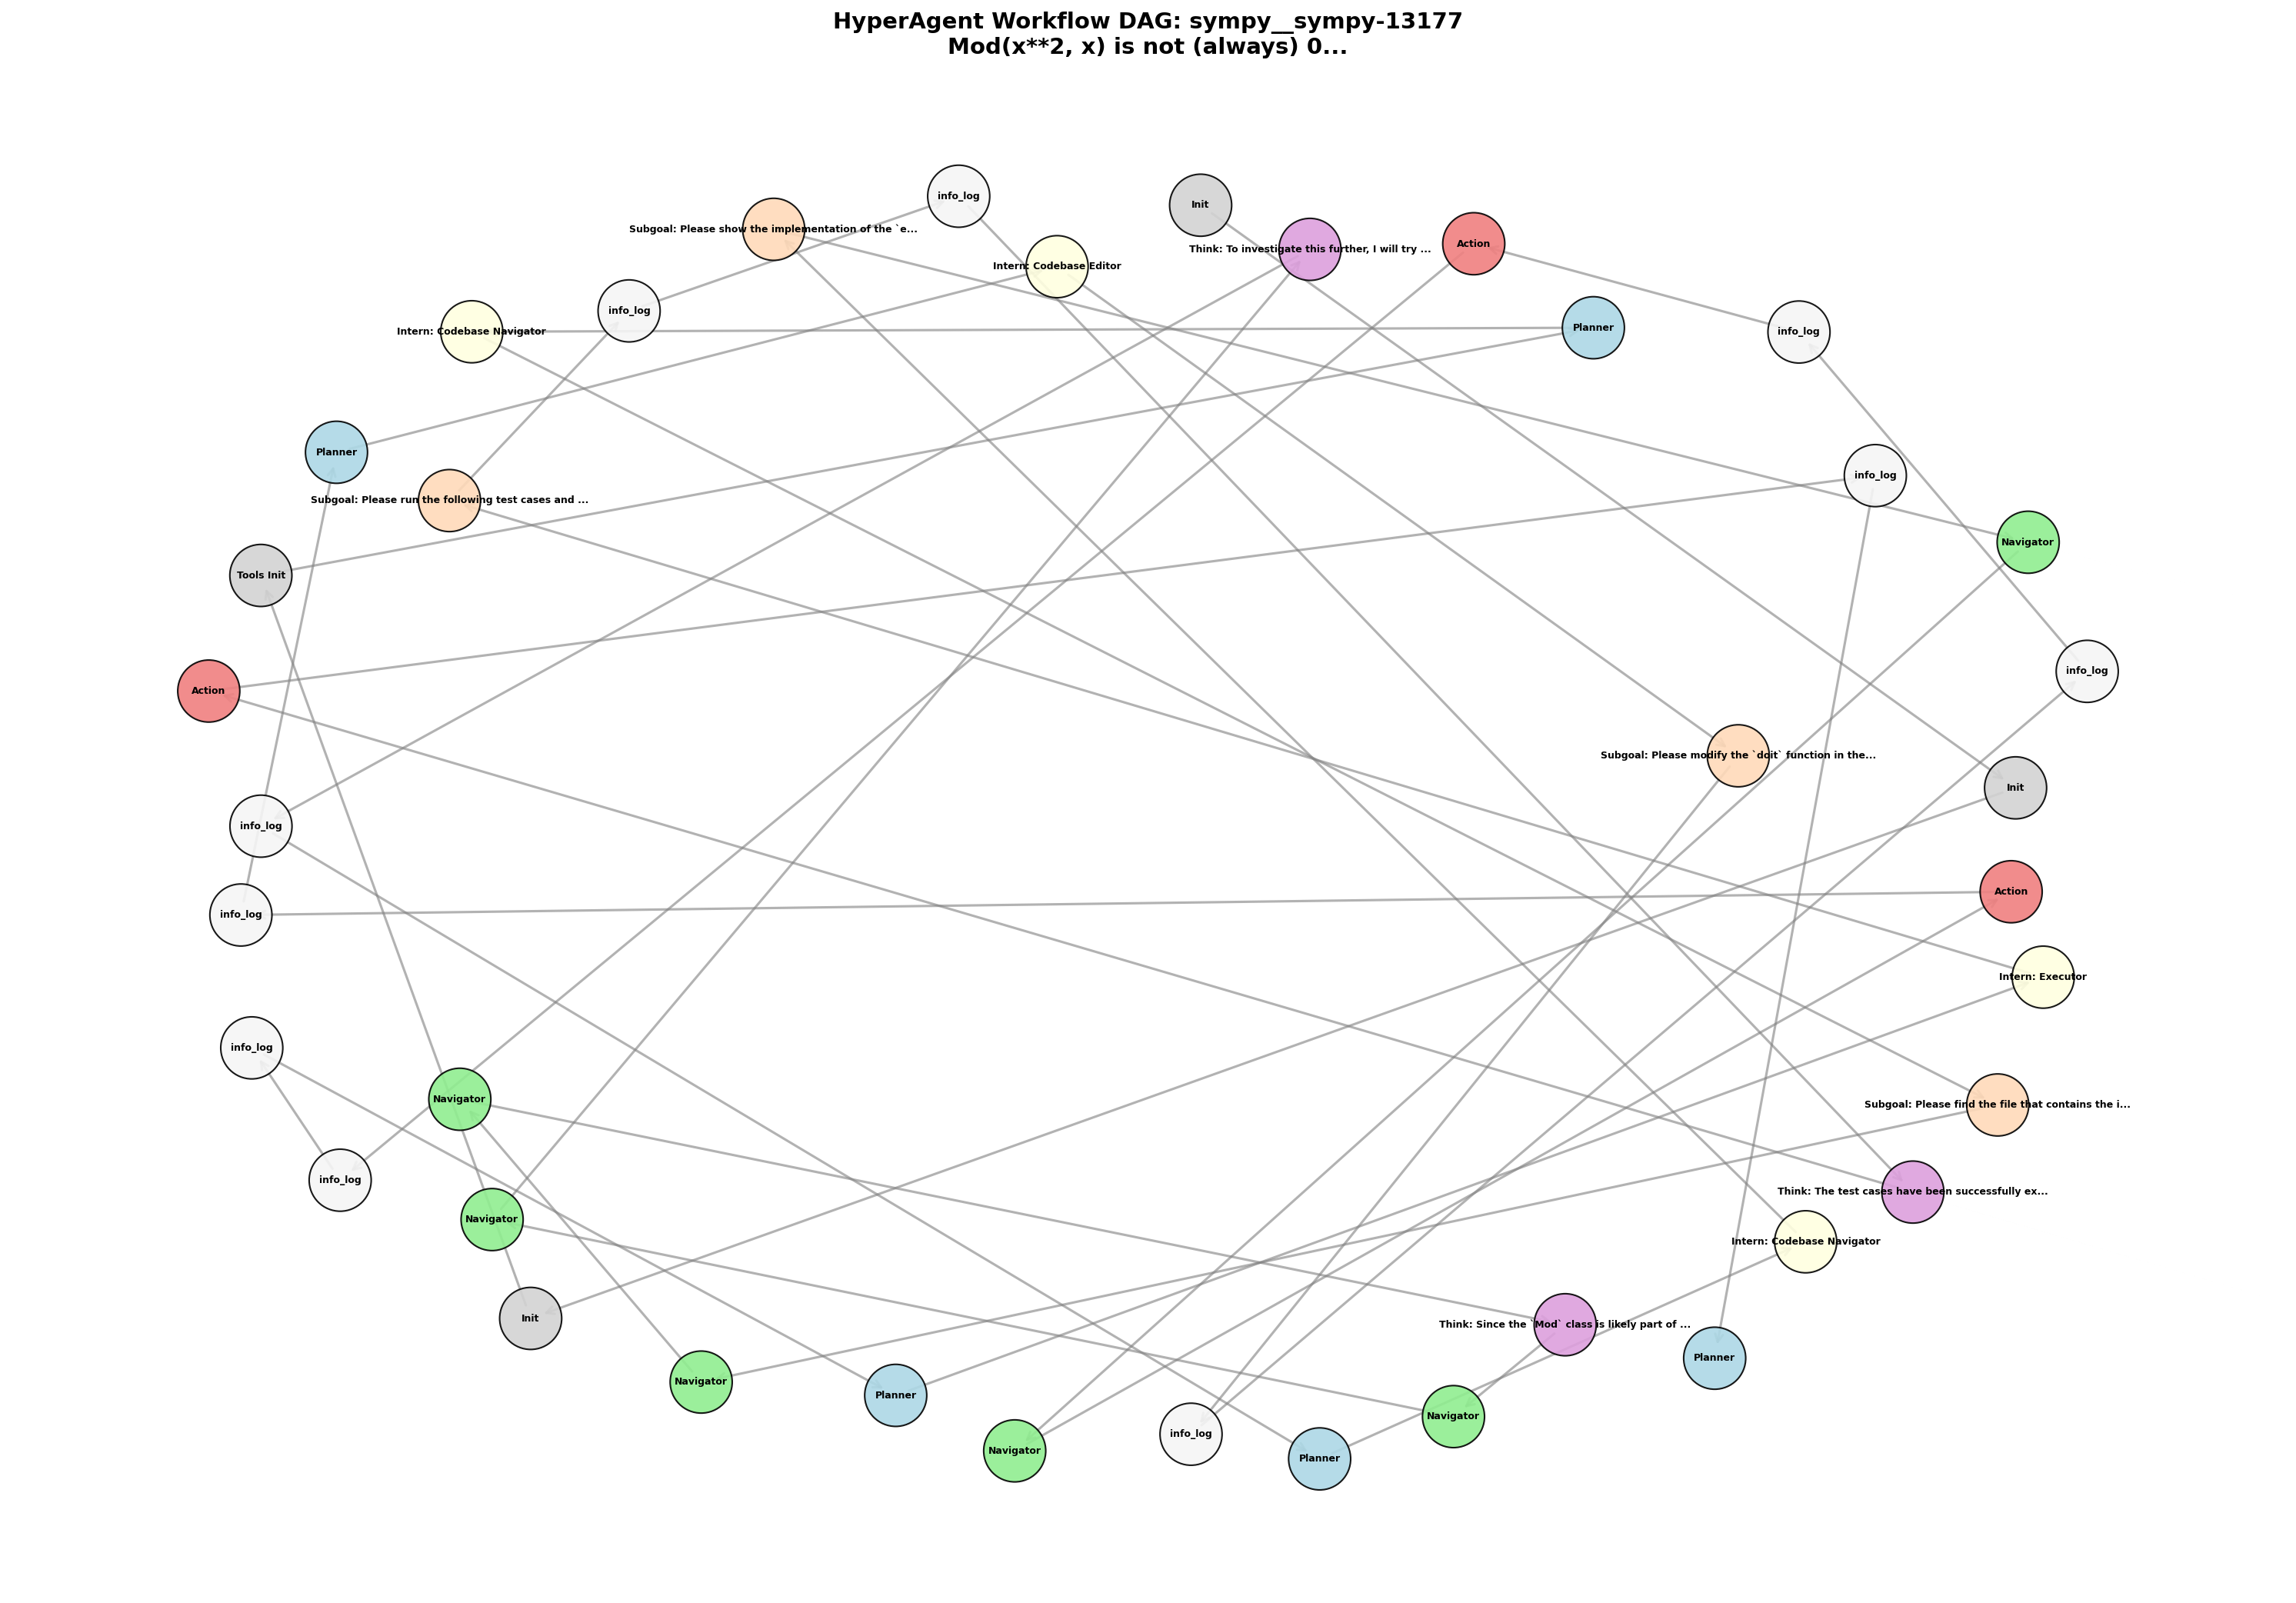 HyperAgent Workflow DAG: sympy__sympy-13177
Mod(x**2, x) is not (always) 0...
info_log
Init
Subgoal: Please show the implementation of the `e...
Action
Think: To investigate this further, I will try ...
Intern: Codebase Editor
info_log
Planner
Intern: Codebase Navigator
info_log
Planner
info_log
Subgoal: Please run the following test cases and ...
Navigator
Tools Init
info_log
Action
Subgoal: Please modify the `doit` function in the...
Init
info_log
Action
info_log
Intern: Executor
info_log
Navigator
Subgoal: Please find the file that contains the i...
info_log
Think: The test cases have been successfully ex...
Navigator
Intern: Codebase Navigator
Init
Think: Since the `Mod` class is likely part of ...
Planner
Navigator
Planner
Navigator
info_log
Navigator
Planner